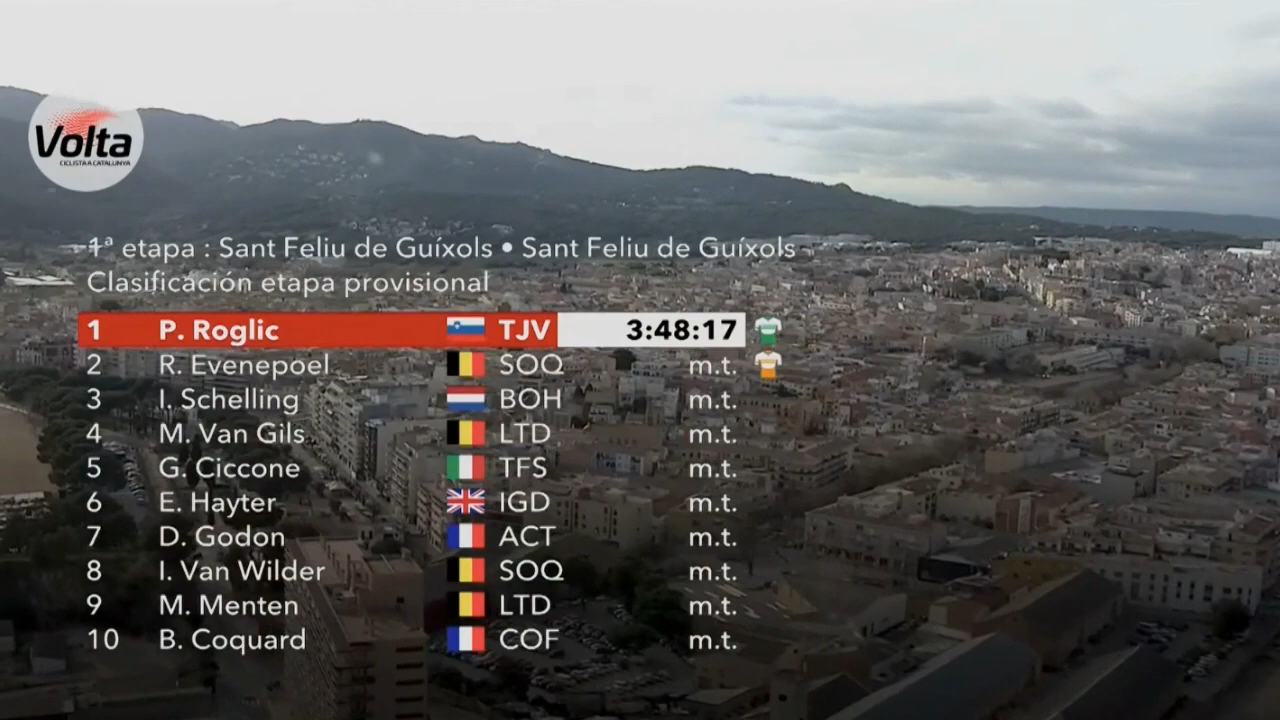 Volta
CICLISTA A CATALUNYA
1ª etapa : Sant Feliu de Guíxols • Sant Feliu de Guíxols
Clasificación etapa provisional
1 P. Roglic TJV 3:48:17
2 R. Evenepoel SOQ m.t.
3 I. Schelling BOH m.t.
4 M. Van Gils LTD m.t.
5 G. Ciccone TFS m.t.
6 E. Hayter IGD m.t.
7 D. Godon ACT m.t.
8 I. Van Wilder SOQ m.t.
9 M. Menten LTD m.t.
10 B. Coquard COF m.t.